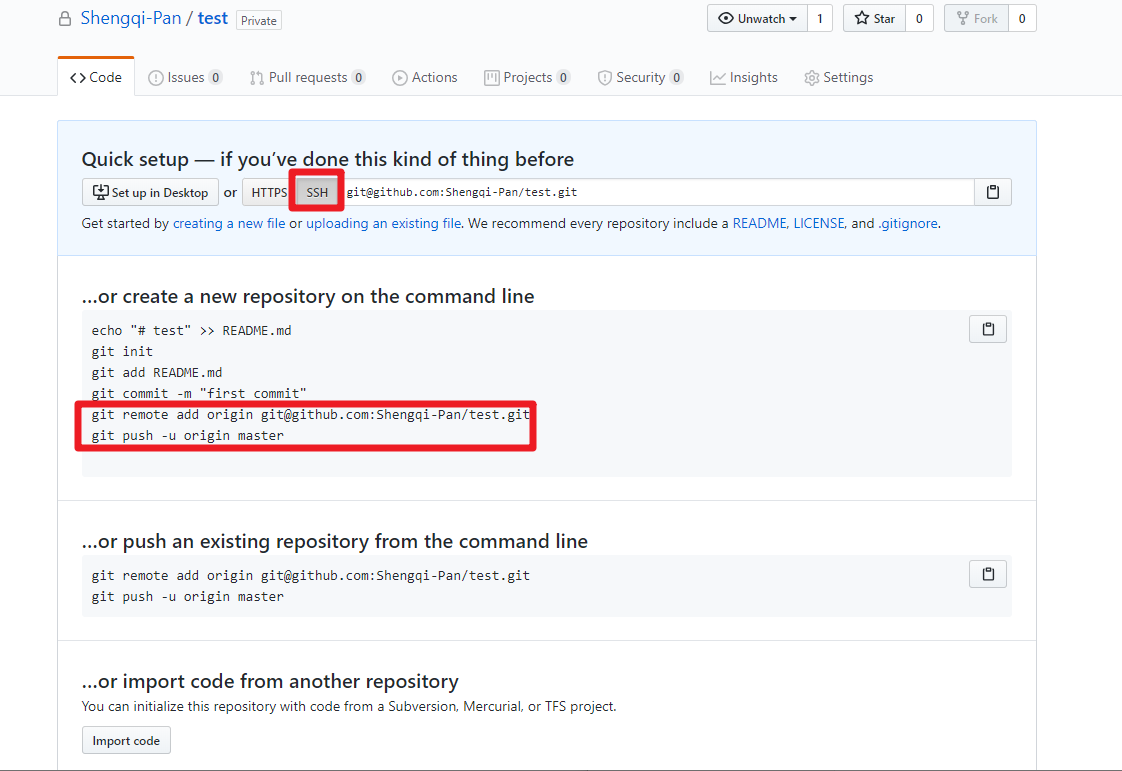 Shengqi-Pan / test Private
Unwatch 1 Star 0 Fork 0
Code Issues 0 Pull requests 0 Actions Projects 0 Security 0 Insights Settings
Quick setup — if you’ve done this kind of thing before
Set up in Desktop or HTTPS SSH git@github.com:Shengqi-Pan/test.git
Get started by creating a new file or uploading an existing file. We recommend every repository include a README, LICENSE, and .gitignore.
…or create a new repository on the command line
echo "# test" >> README.md
git init
git add README.md
git commit -m "first commit"
git remote add origin git@github.com:Shengqi-Pan/test.git
git push -u origin master
…or push an existing repository from the command line
git remote add origin git@github.com:Shengqi-Pan/test.git
git push -u origin master
…or import code from another repository
You can initialize this repository with code from a Subversion, Mercurial, or TFS project.
Import code